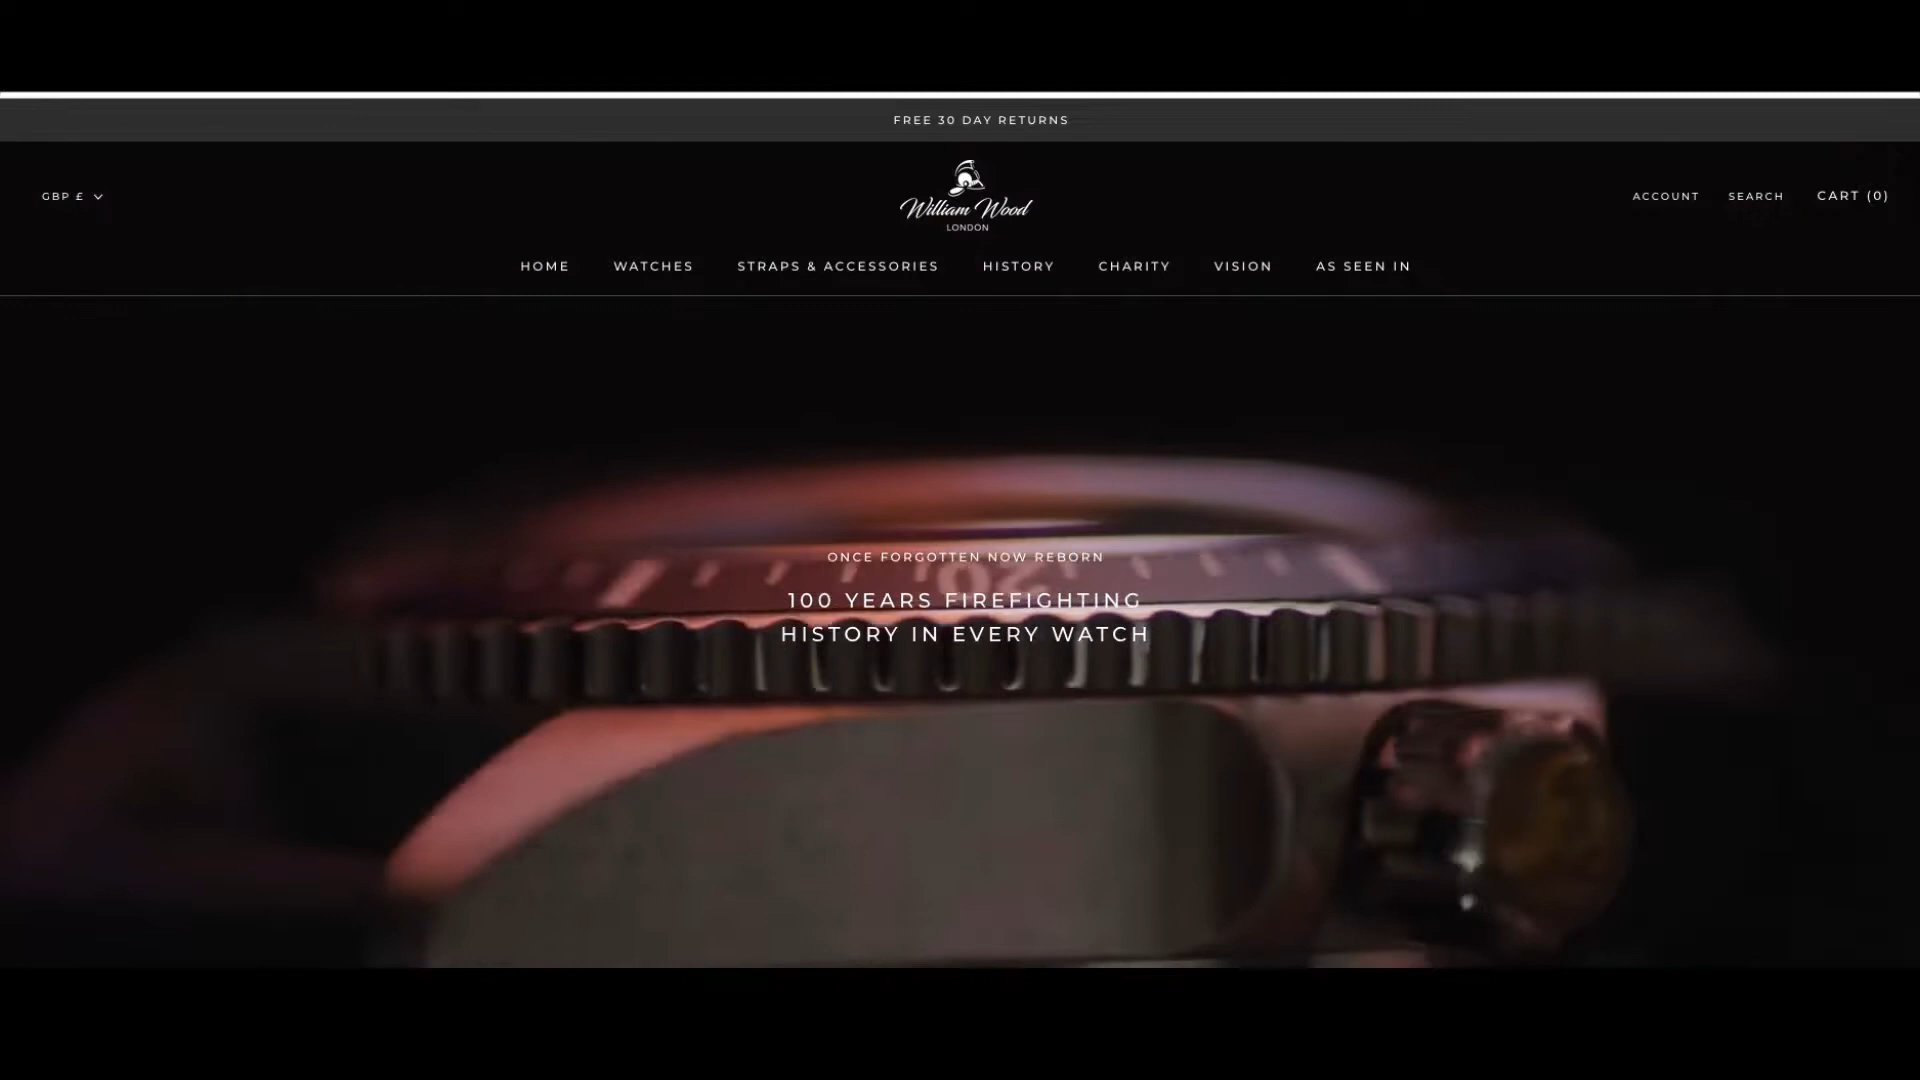 FREE 30 DAY RETURNS
GBP £
William Wood
LONDON
ACCOUNT
SEARCH
CART (0)
HOME
WATCHES
STRAPS & ACCESSORIES
HISTORY
CHARITY
VISION
AS SEEN IN
ONCE FORGOTTEN NOW REBORN
100 YEARS FIREFIGHTING
HISTORY IN EVERY WATCH
20